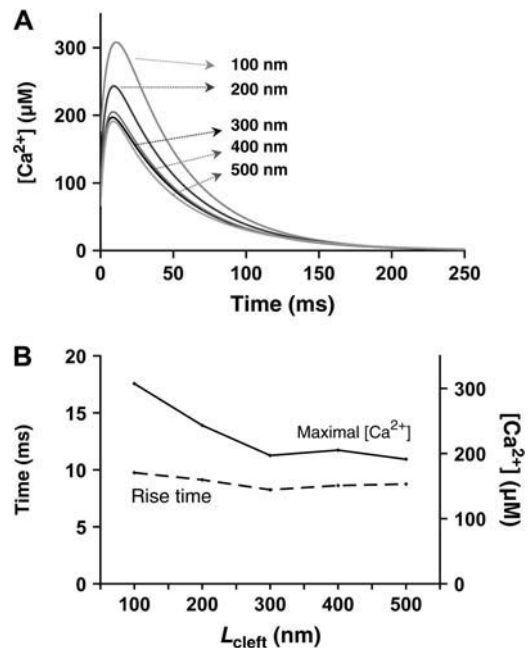 A
[Ca²⁺] (µM)
300
200
100
0
100 nm
200 nm
300 nm
400 nm
500 nm
0 50 100 150 200 250
Time (ms)
B
Time (ms)
20
15
10
5
0
Maximal [Ca²⁺]
Rise time
300
200
100
0
[Ca²⁺] (µM)
100 200 300 400 500
L_cleft (nm)